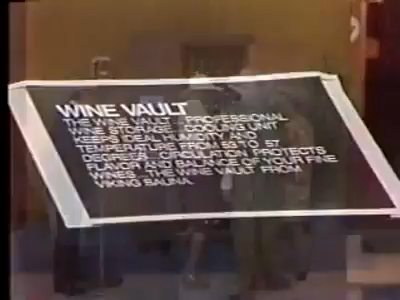 WINE VAULT
THE WINE VAULT...PROFESSIONAL
WINE STORAGE...COOLING UNIT
KEEPS IDEAL HUMIDITY AND
TEMPERATURE FROM 53 TO 57
DEGREES...CIRCULATION PROTECTS
FLAVOR AND BALANCE OF YOUR FINE
WINES...THE WINE VAULT FROM
VIKING SAUNA.